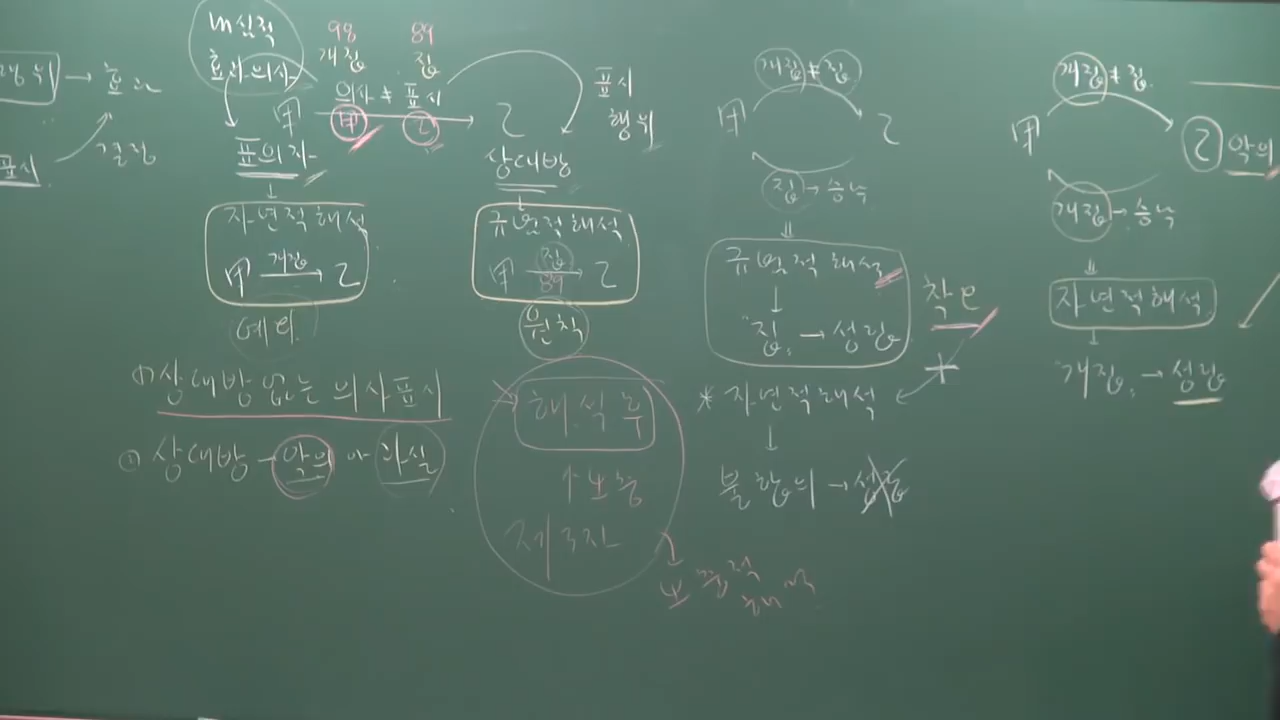 행위 → 효과
결정
표시
내심적
효과의사
98 89
개집 집
의사 ≠ 표시
甲 → 乙
甲 乙
표의자
상대방
표시
행위
자연적해석
甲 개집→ 乙
예외
규범적해석
甲 집→ 乙
89
원칙
(1) 상대방없는 의사표시
① 상대방 - 악의 or 과실
해석 후
↑ 보충
제3자
보충적
해석
개집 ≠ 집
甲 乙
집 → 승낙
⇓
규범적해석
↓
집 → 성립
착오
* 자연적해석
↓
불합의 → 성립
개집 ≠ 집
甲 乙 악의
개집 → 승낙
⇓
자연적해석
↓
개집 → 성립